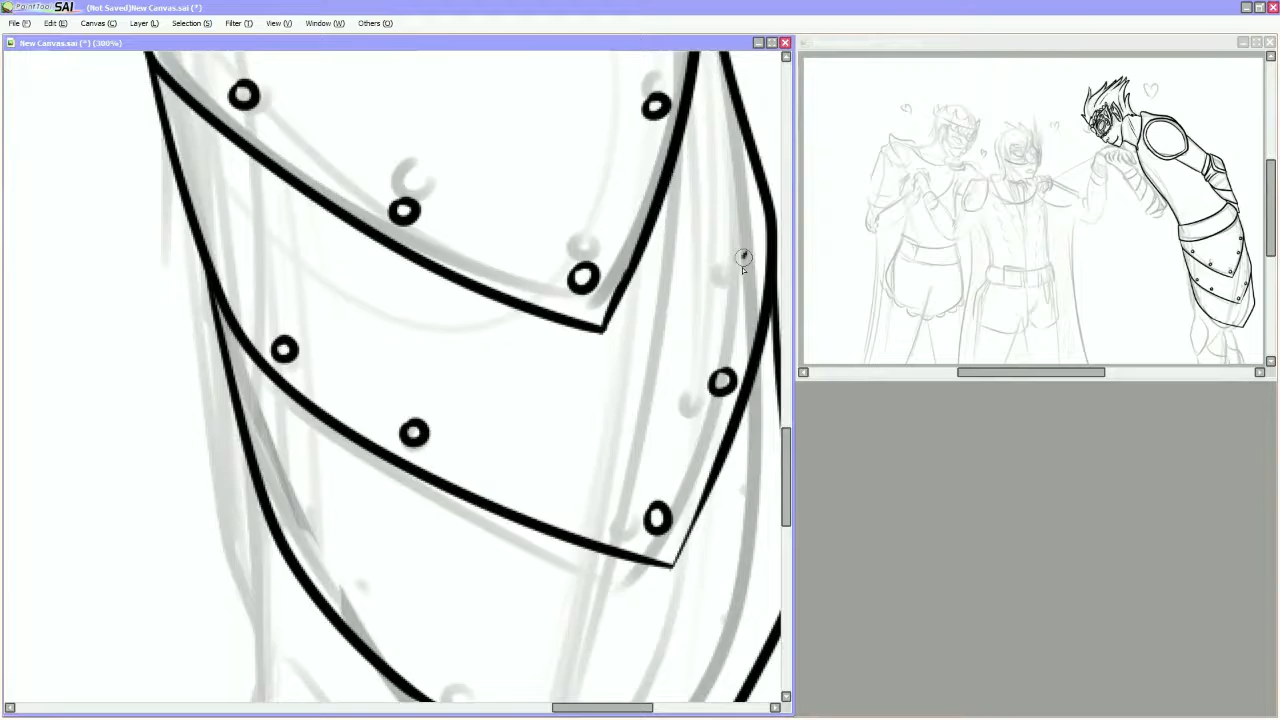 PaintTool SAI (Not Saved)New Canvas.sai (*)
File (F) Edit (E) Canvas (C) Layer (L) Selection (S) Filter (T) View (V) Window (W) Others (O)
New Canvas.sai (*) (300%)